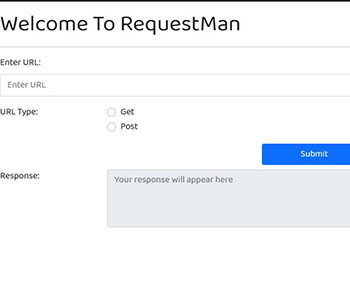 Welcome To RequestMan
Enter URL:
Enter URL
URL Type:
Get
Post
Submit
Response:
Your response will appear here